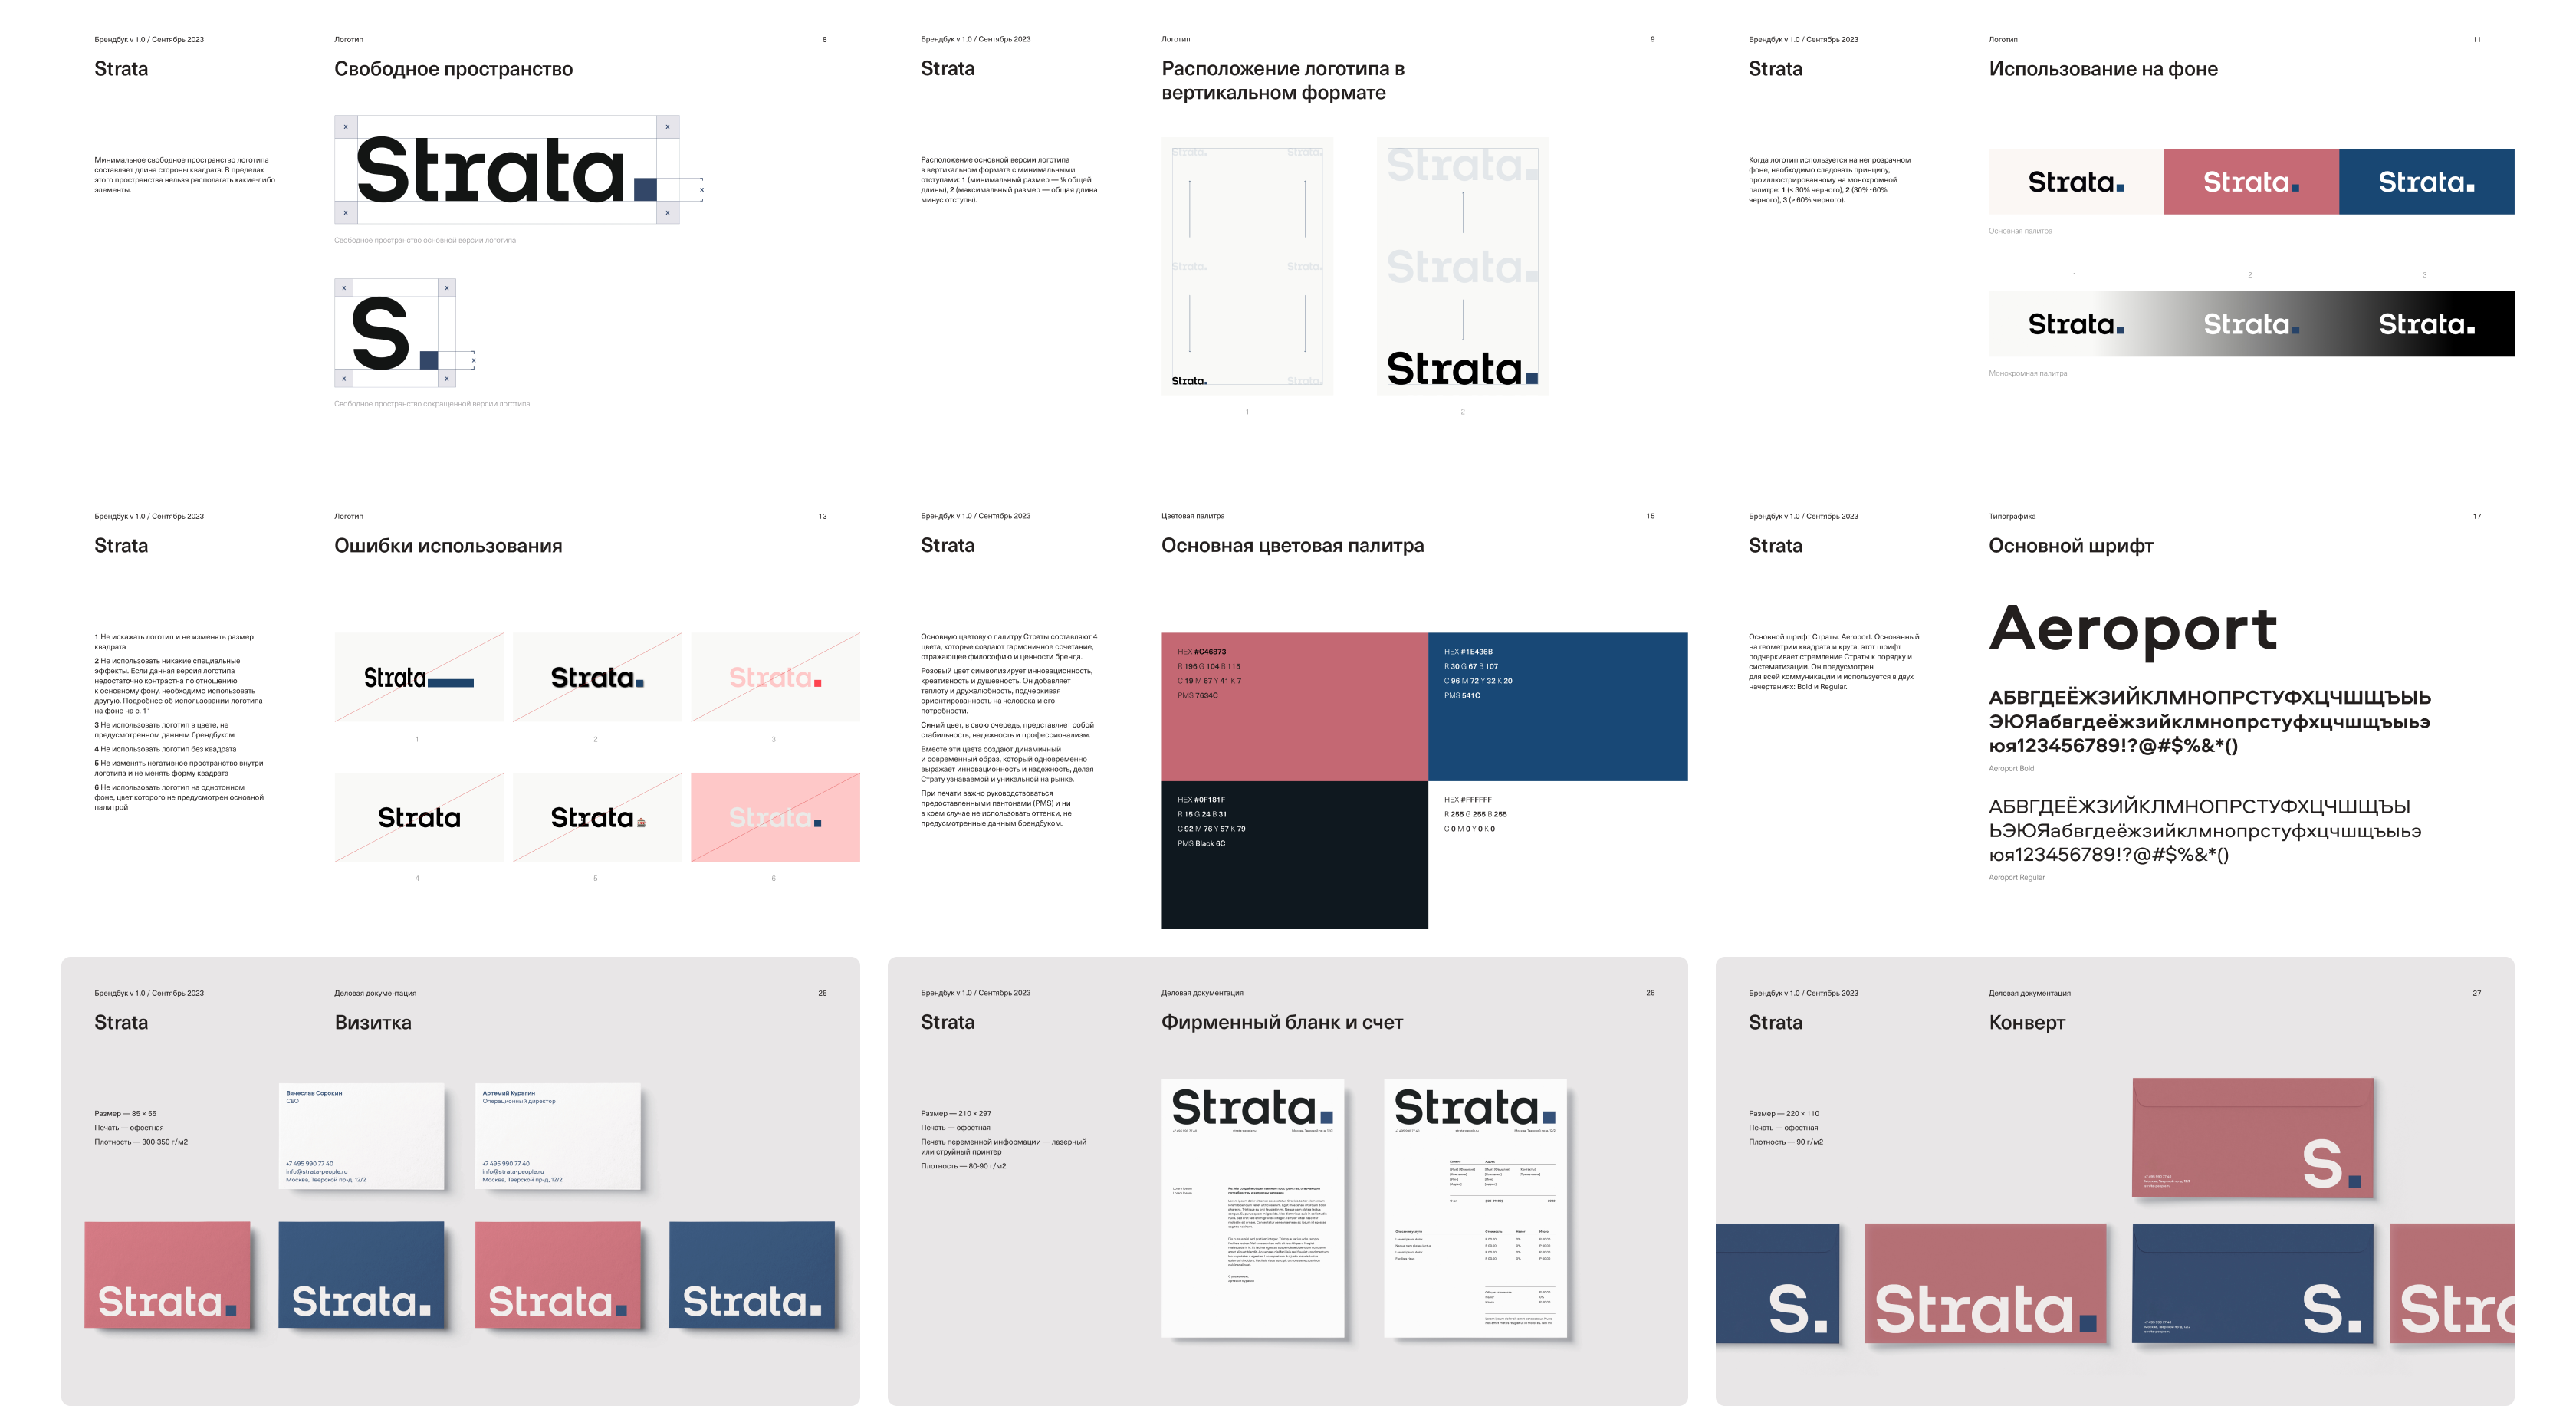 Брендбук v 1.0 / Сентябрь 2023
Логотип
8
Strata
Свободное пространство
Минимальное свободное пространство логотипа
составляет длина стороны квадрата. В пределах
этого пространства нельзя располагать какие-либо
элементы.
x
x
Strata.
x
x
x
Свободное пространство основной версии логотипа
x
x
S.
x
x
x
Свободное пространство сокращенной версии логотипа
Брендбук v 1.0 / Сентябрь 2023
Логотип
9
Strata
Расположение логотипа в
вертикальном формате
Расположение основной версии логотипа
в вертикальном формате с минимальными
длины), 2 (максимальный размер — общая длина
минус отступы).
Strata.
Strata.
Strata.
Strata.
Strata.
Strata.
1
Strata.
Strata.
Strata.
2
Брендбук v 1.0 / Сентябрь 2023
Логотип
11
Strata
Использование на фоне
Когда логотип используется на непрозрачном
фоне, необходимо следовать принципу,
проиллюстрированному на монохромной
палитре: 1 (< 30% черного), 2 (30%-60%
черного), 3 (> 60% черного).
Strata.
Strata.
Strata.
Основная палитра
1
2
3
Strata.
Strata.
Strata.
Монохромная палитра
Брендбук v 1.0 / Сентябрь 2023
Логотип
13
Strata
Ошибки использования
1 Не искажать логотип и не изменять размер
квадрата
2 Не использовать никакие специальные
эффекты. Если данная версия логотипа
недостаточно контрастна по отношению
к основному фону, необходимо использовать
другую. Подробнее об использовании логотипа
на фоне на с. 11
3 Не использовать логотип в цвете, не
предусмотренном данным брендбуком
4 Не использовать логотип без квадрата
5 Не изменять негативное пространство внутри
логотипа и не менять форму квадрата
6 Не использовать логотип на однотонном
фоне, цвет которого не предусмотрен основной
палитрой
Strata
Strata.
Strata.
1
2
3
Strata
Strata
Strata.
4
5
6
Брендбук v 1.0 / Сентябрь 2023
Цветовая палитра
15
Strata
Основная цветовая палитра
Основную цветовую палитру Страты составляют 4
цвета, которые создают гармоничное сочетание,
отражающее философию и ценности бренда.
Розовый цвет символизирует инновационность,
креативность и душевность. Он добавляет
теплоту и дружелюбность, подчеркивая
ориентированность на человека и его
потребности.
Синий цвет, в свою очередь, представляет собой
стабильность, надежность и профессионализм.
Вместе эти цвета создают динамичный
и современный образ, который одновременно
выражает инновационность и надежность, делая
Страту узнаваемой и уникальной на рынке.
При печати важно руководствоваться
предоставленными пантонами (PMS) и ни
в коем случае не использовать оттенки, не
предусмотренные данным брендбуком.
HEX #C46873
R 196 G 104 B 115
C 19 M 67 Y 41 K 7
PMS 7634C
HEX #1E436B
R 30 G 67 B 107
C 96 M 72 Y 32 K 20
PMS 541C
HEX #0F181F
R 15 G 24 B 31
C 92 M 76 Y 57 K 79
PMS Black 6C
HEX #FFFFFF
R 255 G 255 B 255
C 0 M 0 Y 0 K 0
Брендбук v 1.0 / Сентябрь 2023
Типографика
17
Strata
Основной шрифт
Основной шрифт Страты: Aeroport. Основанный
на геометрии квадрата и круга, этот шрифт
подчеркивает стремление Страты к порядку и
систематизации. Он предусмотрен
для всей коммуникации и используется в двух
начертаниях: Bold и Regular.
Aeroport
АБВГДЕЁЖЗИЙКЛМНОПРСТУФХЦЧШЩЪЫЬ
ЭЮЯабвгдеёжзийклмнопрстуфхцчшщъыьэ
юя123456789!?@#$%&*()
Aeroport Bold
АБВГДЕЁЖЗИЙКЛМНОПРСТУФХЦЧШЩЪЫ
ЬЭЮЯабвгдеёжзийклмнопрстуфхцчшщъыьэ
юя123456789!?@#$%&*()
Aeroport Regular
Брендбук v 1.0 / Сентябрь 2023
Деловая документация
25
Strata
Визитка
Размер — 85 × 55
Печать — офсетная
Плотность — 300-350 г/м2
Вячеслав Сорокин
CEO
+7 495 990 77 40
info@strata-people.ru
Москва, Тверской пр-д, 12/2
Артемий Курагин
Операционный директор
+7 495 990 77 40
info@strata-people.ru
Москва, Тверской пр-д, 12/2
Strata.
Strata.
Strata.
Strata.
Брендбук v 1.0 / Сентябрь 2023
Деловая документация
26
Strata
Фирменный бланк и счет
Размер — 210 × 297
Печать — офсетная
Печать переменной информации — лазерный
или струйный принтер
Плотность — 80-90 г/м2
Strata.
Strata.
Брендбук v 1.0 / Сентябрь 2023
Деловая документация
27
Strata
Конверт
Размер — 220 × 110
Печать — офсетная
Плотность — 90 г/м2
S.
S.
Strata.
S.
Stra